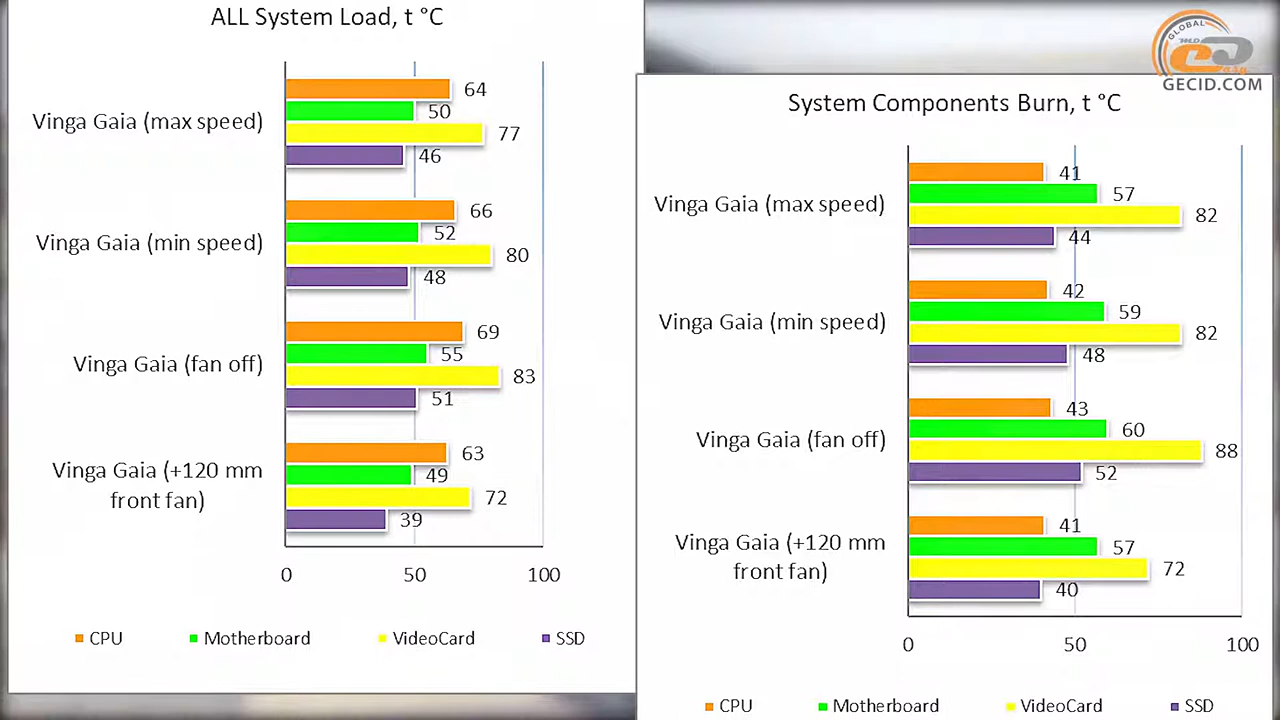 ALL System Load, t °C
Vinga Gaia (max speed)
64
50
77
46
Vinga Gaia (min speed)
66
52
80
48
Vinga Gaia (fan off)
69
55
83
51
Vinga Gaia (+120 mm
front fan)
63
49
72
39
0 50 100
CPU Motherboard VideoCard SSD
GLOBAL
GECID.COM
System Components Burn, t °C
Vinga Gaia (max speed)
41
57
82
44
Vinga Gaia (min speed)
42
59
82
48
Vinga Gaia (fan off)
43
60
88
52
Vinga Gaia (+120 mm
front fan)
41
57
72
40
0 50 100
CPU Motherboard VideoCard SSD